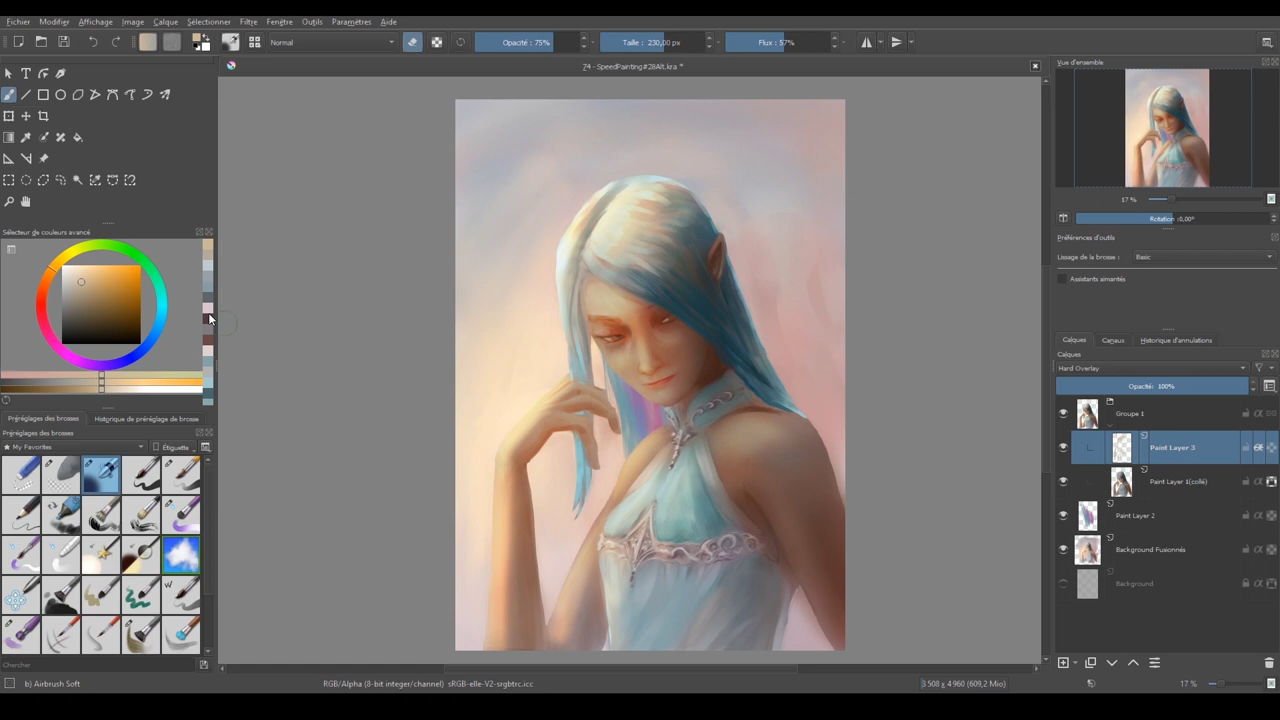 Fichier Modifier Affichage Image Calque Sélectionner Filtre Fenêtre Outils Paramètres Aide
Normal Opacité : 75% Taille : 230,00 px Flux : 57%
74 - SpeedPainting#28Alt.kra *
Vue d'ensemble
17 %
Rotation :0,00°
Préférences d'outils
Lissage de la brosse : Basic
Assistants aimantés
Sélecteur de couleurs avancé
Calques Canaux Historique d'annulations
Calques
Hard Overlay
Opacité: 100%
Groupe 1
Paint Layer 3
Paint Layer 1(collé)
Paint Layer 2
Background Fusionnés
Background
Préréglages des brosses Historique de préréglage de brosse
Préréglages des brosses
My Favorites Étiquette
Chercher
b) Airbrush Soft RGB/Alpha (8-bit integer/channel) sRGB-elle-V2-srgbtrc.icc 3 508 x 4 960 (609,2 Mio) 17 %